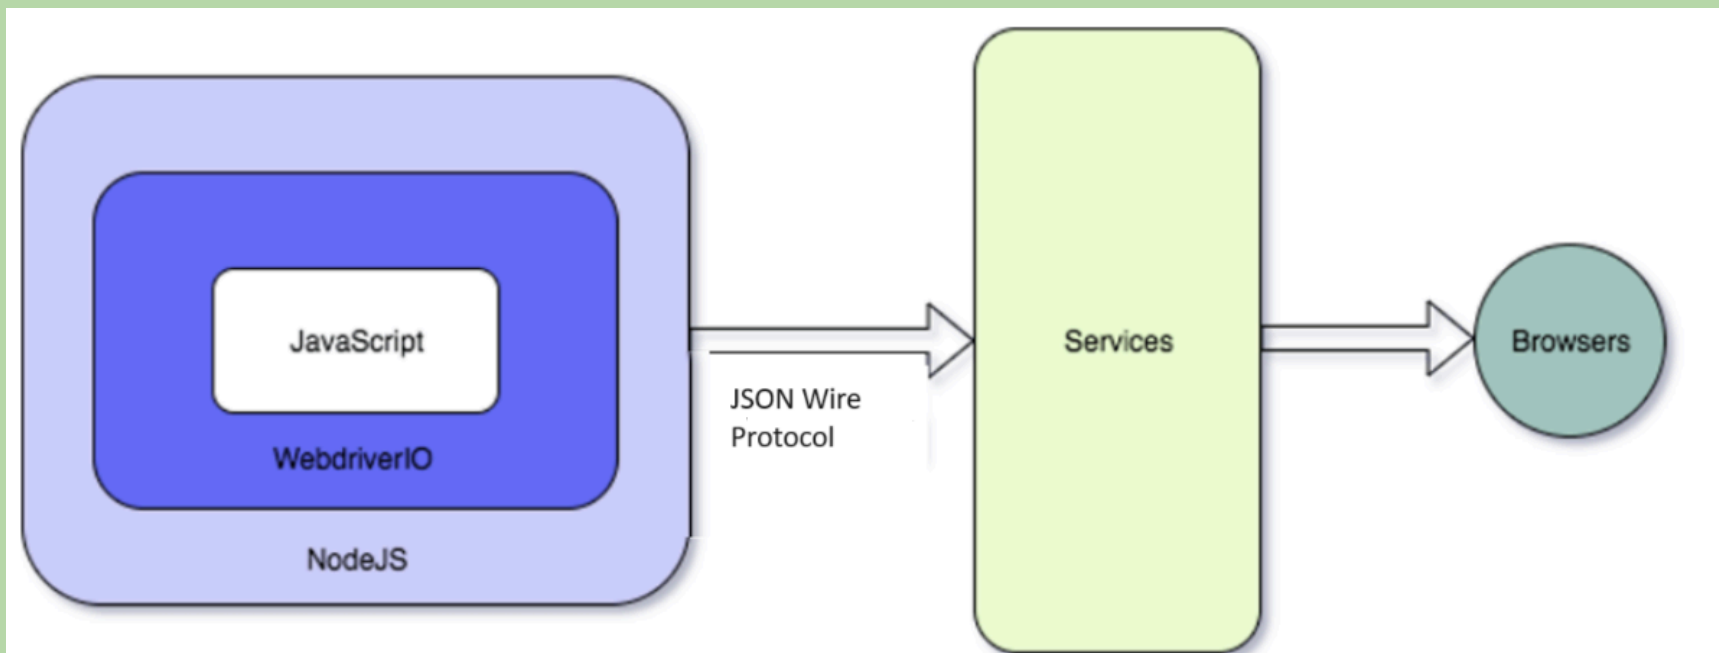 JavaScript
WebdriverIO
NodeJS
JSON Wire
Protocol
Services
Browsers